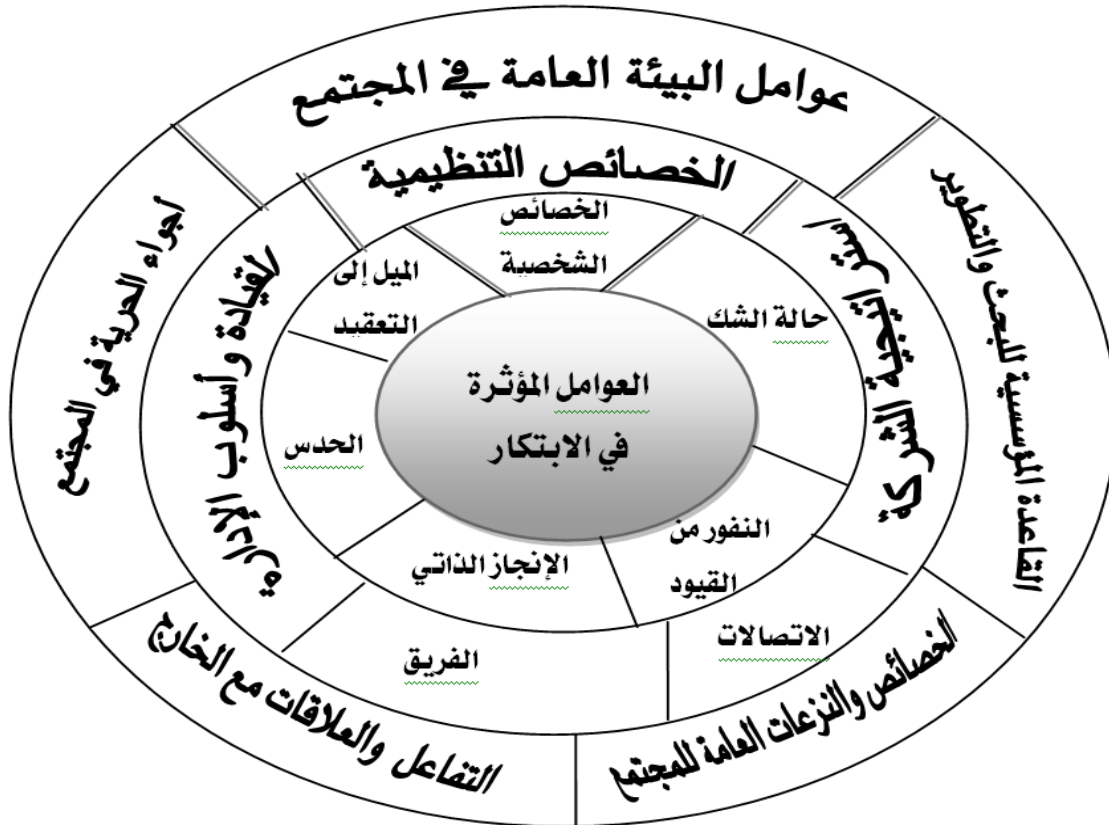 عوامل البيئة العامة في المجتمع
القاعدة المؤسسية للبحث والتطوير
الخصائص والنزعات العامة للمجتمع
التفاعل والعلاقات مع الخارج
أجواء الحرية في المجتمع
الخصائص التنظيمية
الشركة
الاتصالات
الفريق
القيادة وأسلوب الإدارة
الخصائص
الشخصية
حالة الشك
النفور من
القيود
الإنجاز الذاتي
الحدس
الميل إلى
التعقيد
العوامل المؤثرة
في الابتكار